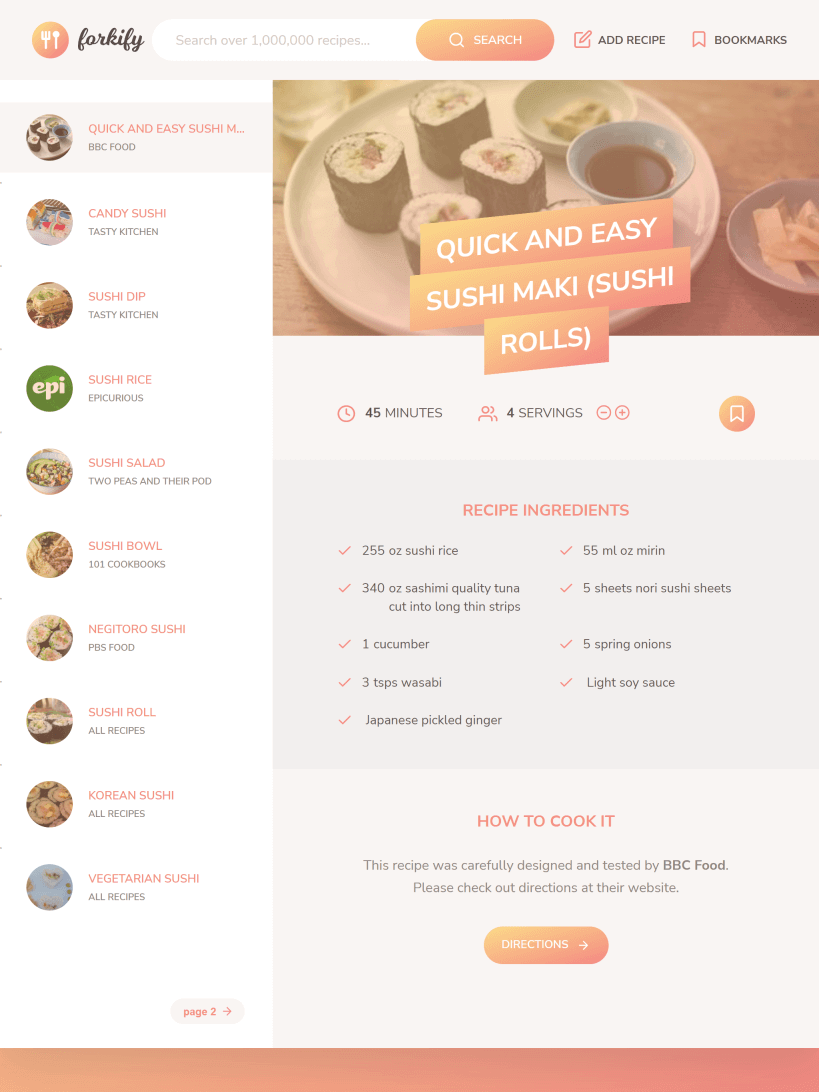 forkify
Search over 1,000,000 recipes...
SEARCH
ADD RECIPE
BOOKMARKS
QUICK AND EASY SUSHI M...
BBC FOOD
CANDY SUSHI
TASTY KITCHEN
SUSHI DIP
TASTY KITCHEN
epi
SUSHI RICE
EPICURIOUS
SUSHI SALAD
TWO PEAS AND THEIR POD
SUSHI BOWL
101 COOKBOOKS
NEGITORO SUSHI
PBS FOOD
SUSHI ROLL
ALL RECIPES
KOREAN SUSHI
ALL RECIPES
VEGETARIAN SUSHI
ALL RECIPES
page 2
QUICK AND EASY
SUSHI MAKI (SUSHI
ROLLS)
45 MINUTES
4 SERVINGS
RECIPE INGREDIENTS
255 oz sushi rice
55 ml oz mirin
340 oz sashimi quality tuna
cut into long thin strips
5 sheets nori sushi sheets
1 cucumber
5 spring onions
3 tsps wasabi
Light soy sauce
Japanese pickled ginger
HOW TO COOK IT
This recipe was carefully designed and tested by BBC Food.
Please check out directions at their website.
DIRECTIONS